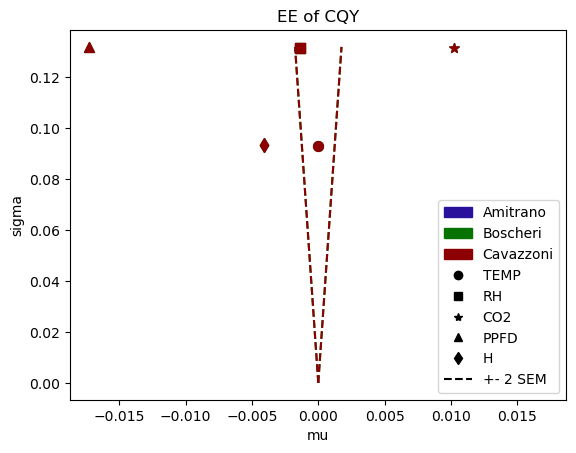 EE of CQY
sigma
0.12
0.10
0.08
0.06
0.04
0.02
0.00
−0.015 −0.010 −0.005 0.000 0.005 0.010 0.015
mu
Amitrano
Boscheri
Cavazzoni
TEMP
RH
CO2
PPFD
H
+- 2 SEM